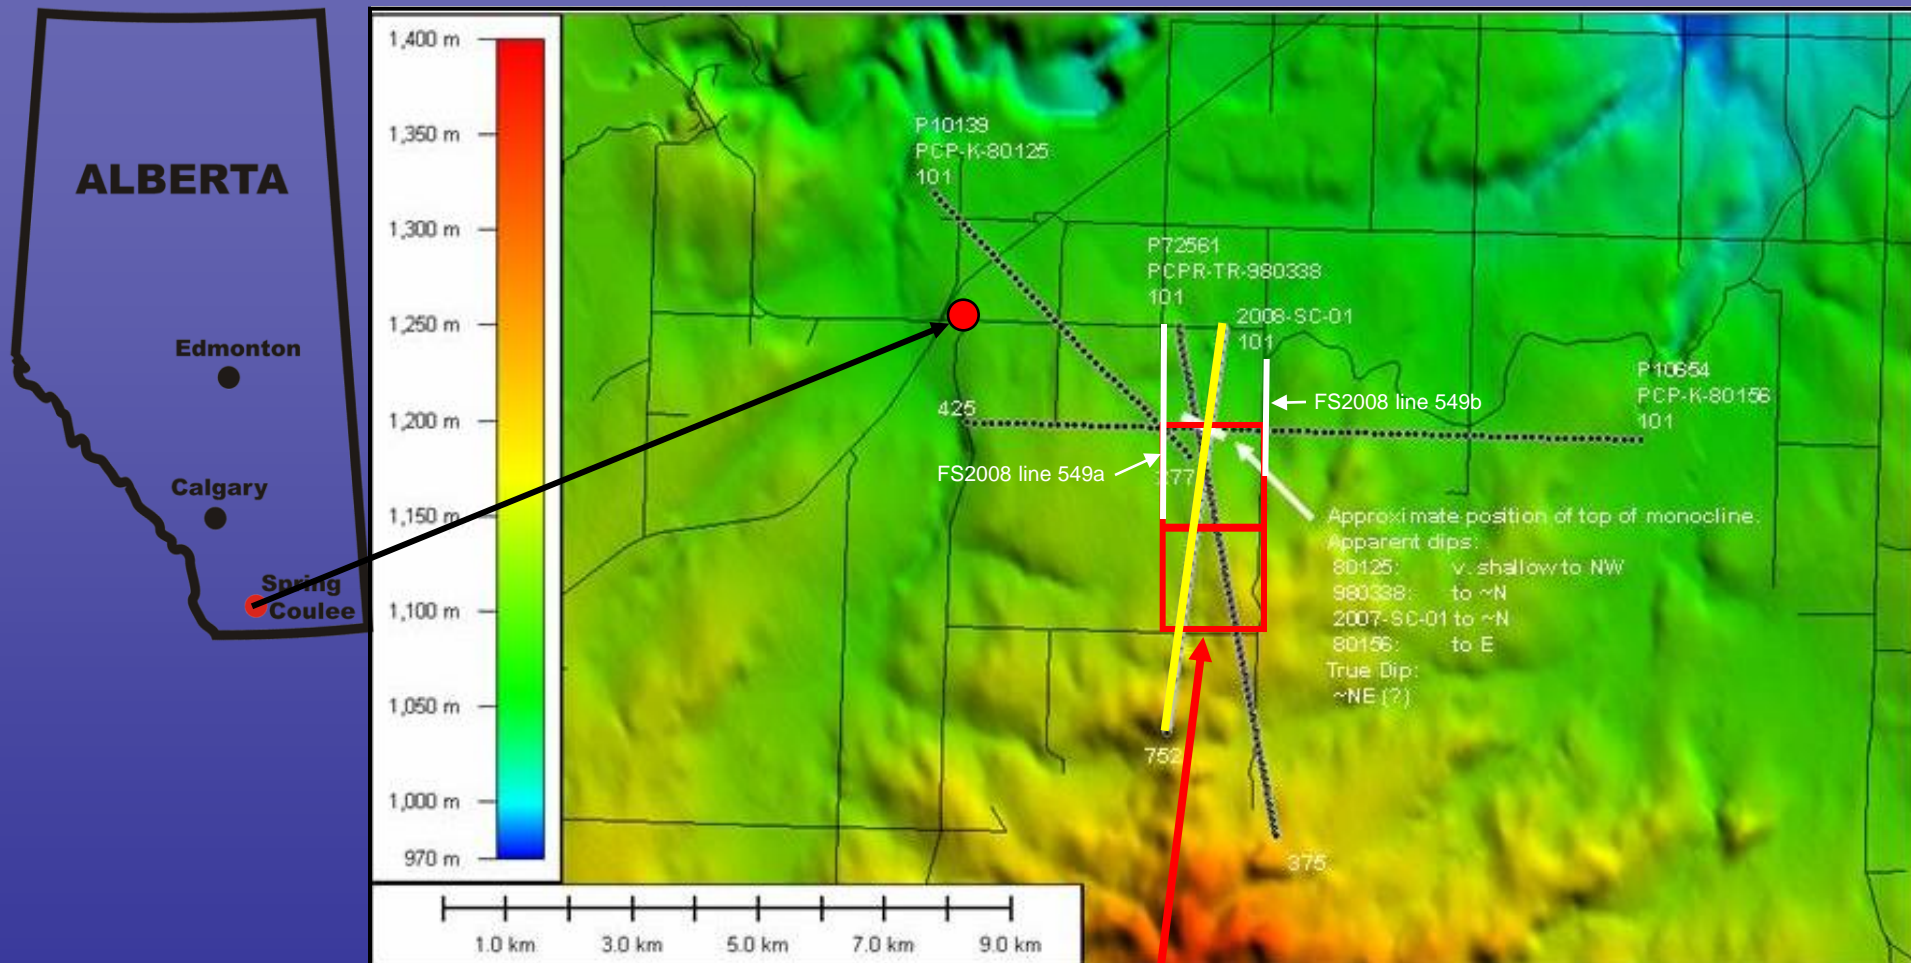 ALBERTA
Edmonton
Calgary
Spring
Coulee
1,400 m
1,350 m
1,300 m
1,250 m
1,200 m
1,150 m
1,100 m
1,050 m
1,000 m
970 m
1.0 km
3.0 km
5.0 km
7.0 km
9.0 km
P10139
PCP-K-80125
101
P72561
PCPR-TR-980338
101
2008-SC-01
101
P10654
PCP-K-80156
101
425
FS2008 line 549b
FS2008 line 549a
277
Approximate position of top of monocline.
Apparent dips:
80125: v. shallow to NW
980338: to ~N
2007-SC-01 to ~N
80156: to E
True Dip:
~NE (?)
752
375